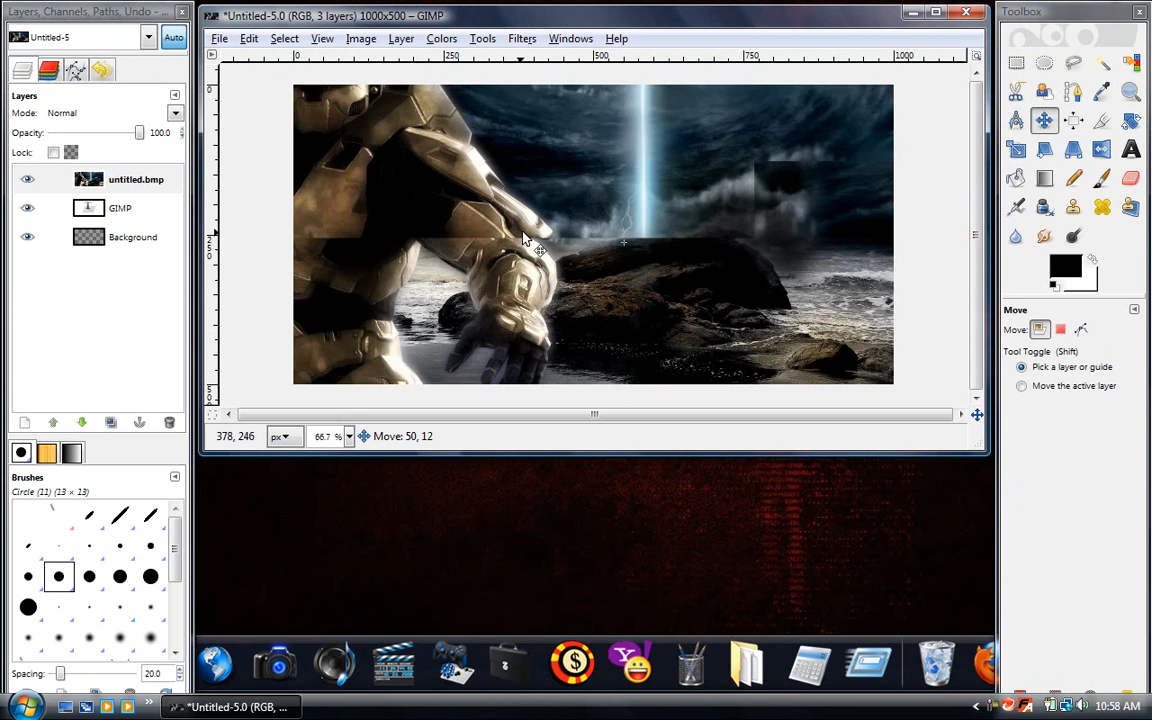 Layers, Channels, Paths, Undo - ...
Untitled-5
Auto
Layers
Mode: Normal
Opacity: 100.0
Lock:
untitled.bmp
GIMP
Background
Brushes
Circle (11) (13 × 13)
Spacing: 20.0
*Untitled-5.0 (RGB, 3 layers) 1000x500 – GIMP
File Edit Select View Image Layer Colors Tools Filters Windows Help
0 250 500 750 1000
0
250
378, 246 px 66.7 % Move: 50, 12
Toolbox
Move
Move:
Tool Toggle (Shift)
Pick a layer or guide
Move the active layer
*Untitled-5.0 (RGB, ...
10:58 AM